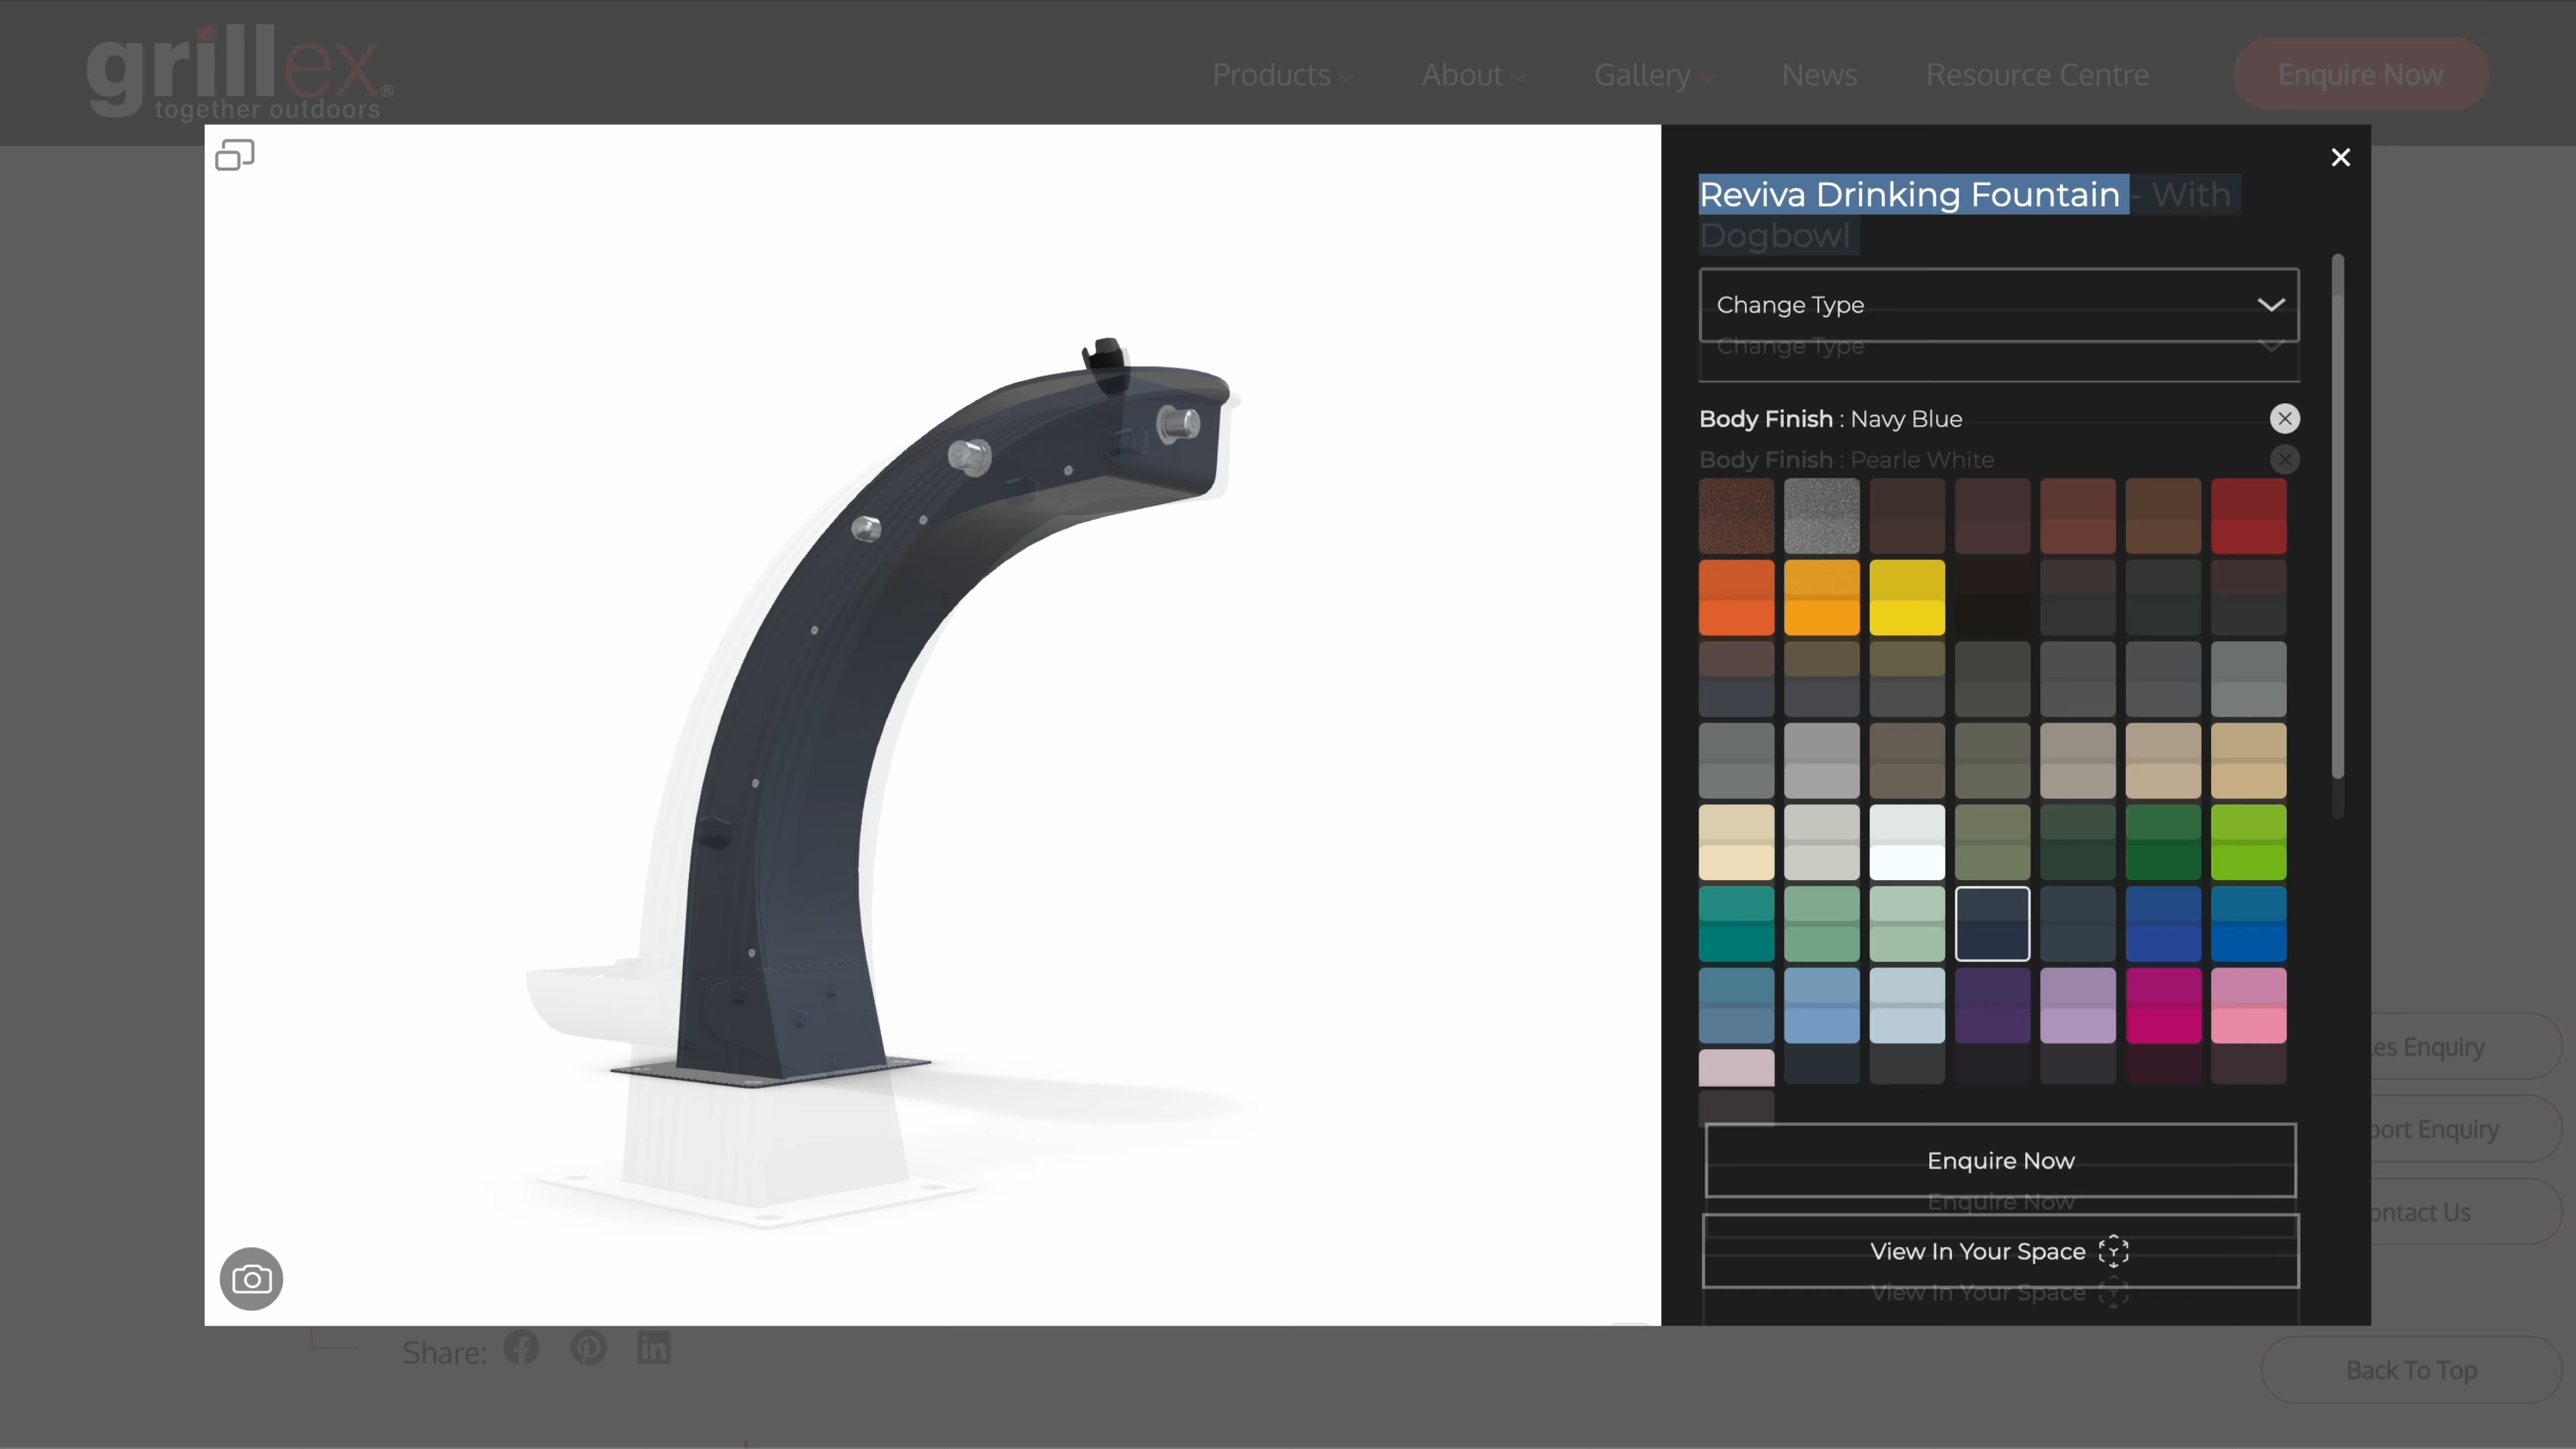 grillex®
together outdoors
Products
About
Gallery
News
Resource Centre
Enquire Now
Reviva Drinking Fountain - With
Dogbowl
Change Type
Change Type
Body Finish : Navy Blue
Body Finish : Pearle White
Enquire Now
Enquire Now
View In Your Space
View In Your Space
les Enquiry
port Enquiry
ontact Us
Share:
Back To Top